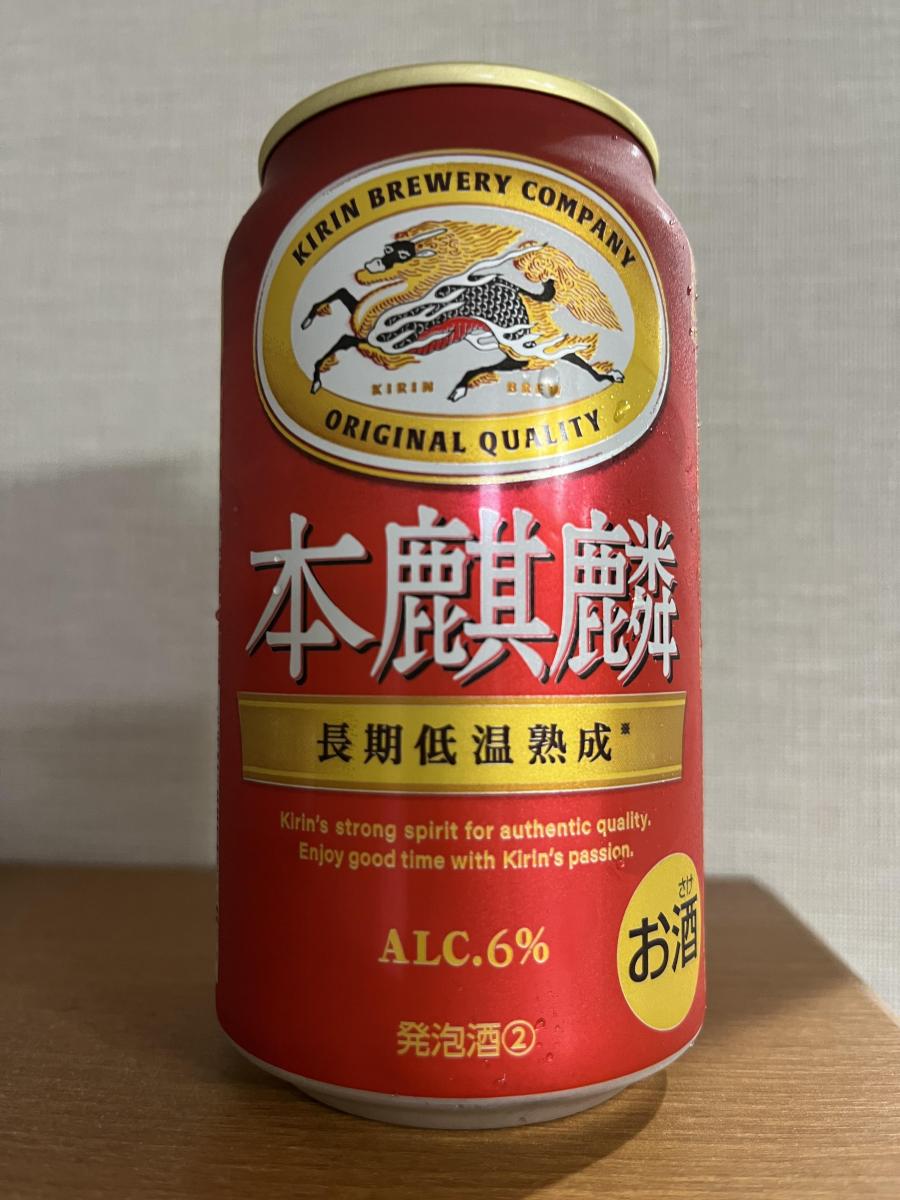 KIRIN BREWERY COMPANY
KIRIN BREW
ORIGINAL QUALITY
本麒麟
長期低温熟成※
Kirin's strong spirit for authentic quality.
Enjoy good time with Kirin's passion.
さけ
お酒
ALC.6%
発泡酒②